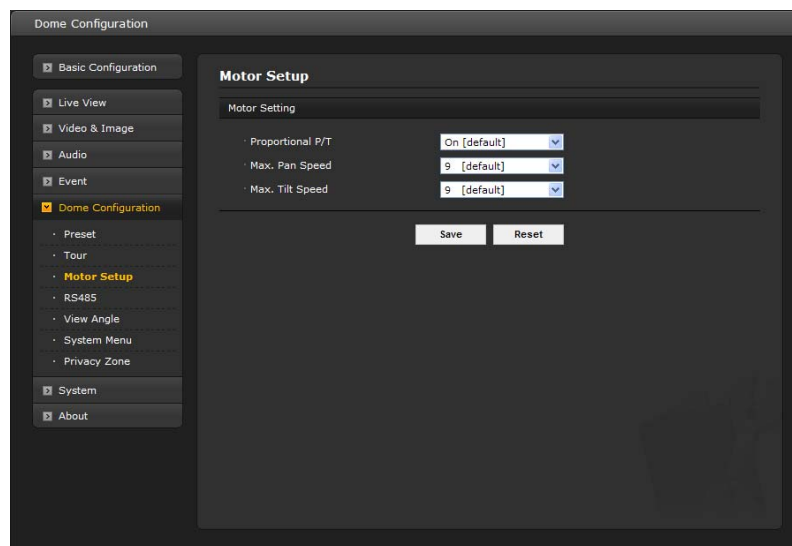 Dome Configuration
Basic Configuration
Live View
Video & Image
Audio
Event
Dome Configuration
· Preset
· Tour
· Motor Setup
· RS485
· View Angle
· System Menu
· Privacy Zone
System
About
Motor Setup
Motor Setting
· Proportional P/T On [default]
· Max. Pan Speed 9 [default]
· Max. Tilt Speed 9 [default]
Save Reset